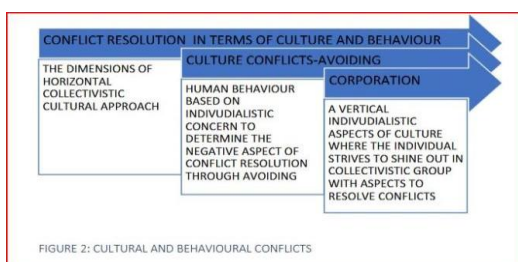 CONFLICT RESOLUTION IN TERMS OF CULTURE AND BEHAVIOUR
THE DIMENSIONS OF
HORIZONTAL
COLLECTIVISTIC
CULTURAL APPROACH
CULTURE CONFLICTS-AVOIDING
HUMAN BEHAVIOUR
BASED ON
INDIVUDIALISTIC
CONCERN TO
DETERMINE THE
NEGATIVE ASPECT OF
CONFLICT RESOLUTION
THROUGH AVOIDING
CORPORATION
A VERTICAL
INDIVUDIALISTIC
ASPECTS OF CULTURE
WHERE THE INDIVIDUAL
STRIVES TO SHINE OUT IN
COLLECTIVISTIC GROUP
WITH ASPECTS TO
RESOLVE CONFLICTS
FIGURE 2: CULTURAL AND BEHAVIOURAL CONFLICTS